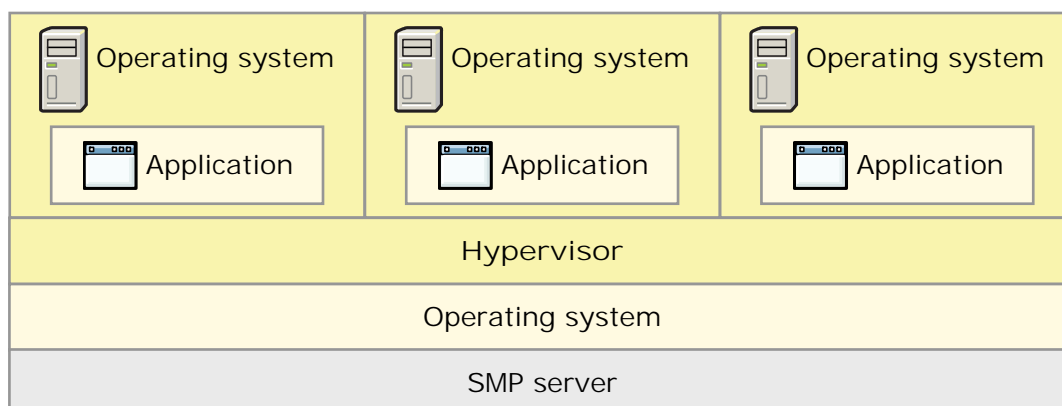 Operating system
Operating system
Operating system
Application
Application
Application
Hypervisor
Operating system
SMP server